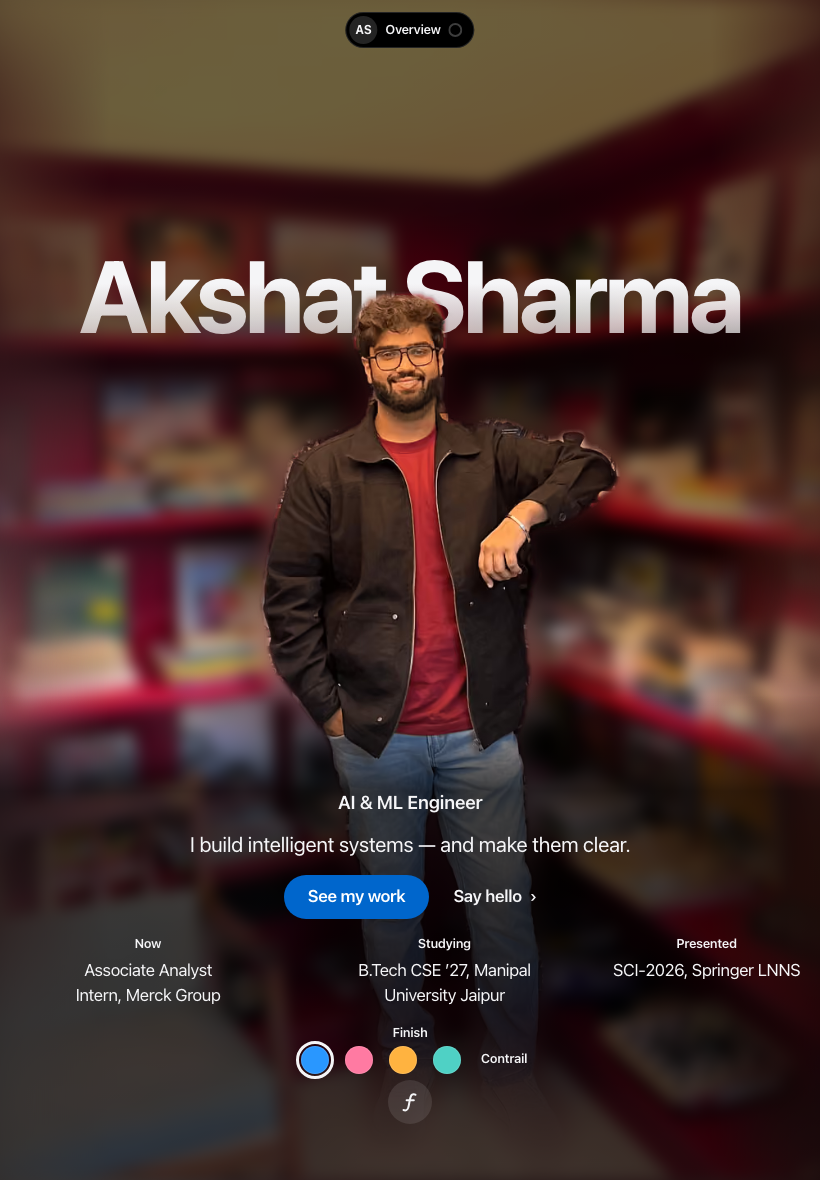 AS Overview
Akshat Sharma
AI & ML Engineer
I build intelligent systems — and make them clear.
See my work Say hello ›
Now
Associate Analyst
Intern, Merck Group
Studying
B.Tech CSE ’27, Manipal
University Jaipur
Presented
SCI-2026, Springer LNNS
Finish
Contrail
ƒ